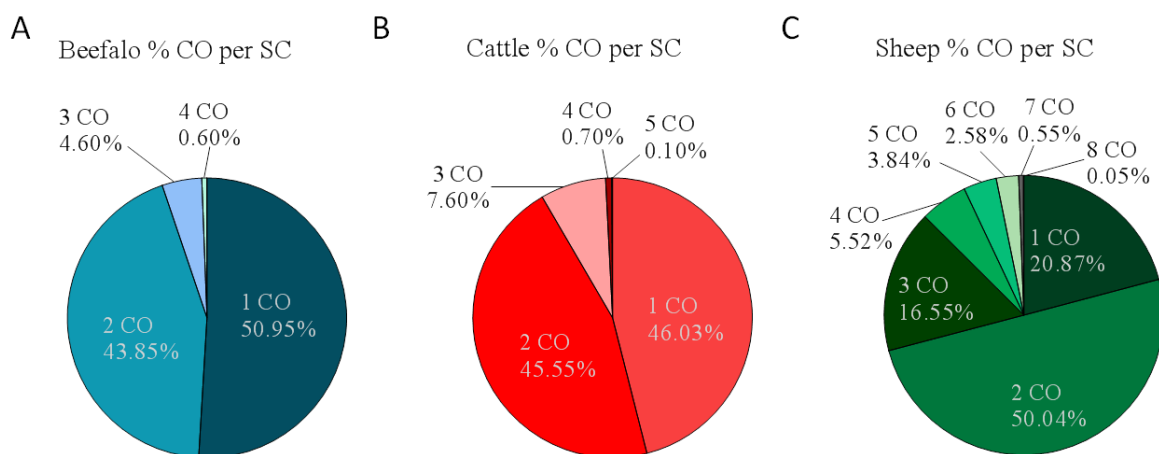 A
Beefalo % CO per SC
3 CO
4.60%
4 CO
0.60%
1 CO
50.95%
2 CO
43.85%
B
Cattle % CO per SC
3 CO
7.60%
4 CO
0.70%
5 CO
0.10%
1 CO
46.03%
2 CO
45.55%
C
Sheep % CO per SC
4 CO
5.52%
5 CO
3.84%
6 CO
2.58%
7 CO
0.55%
8 CO
0.05%
1 CO
20.87%
3 CO
16.55%
2 CO
50.04%